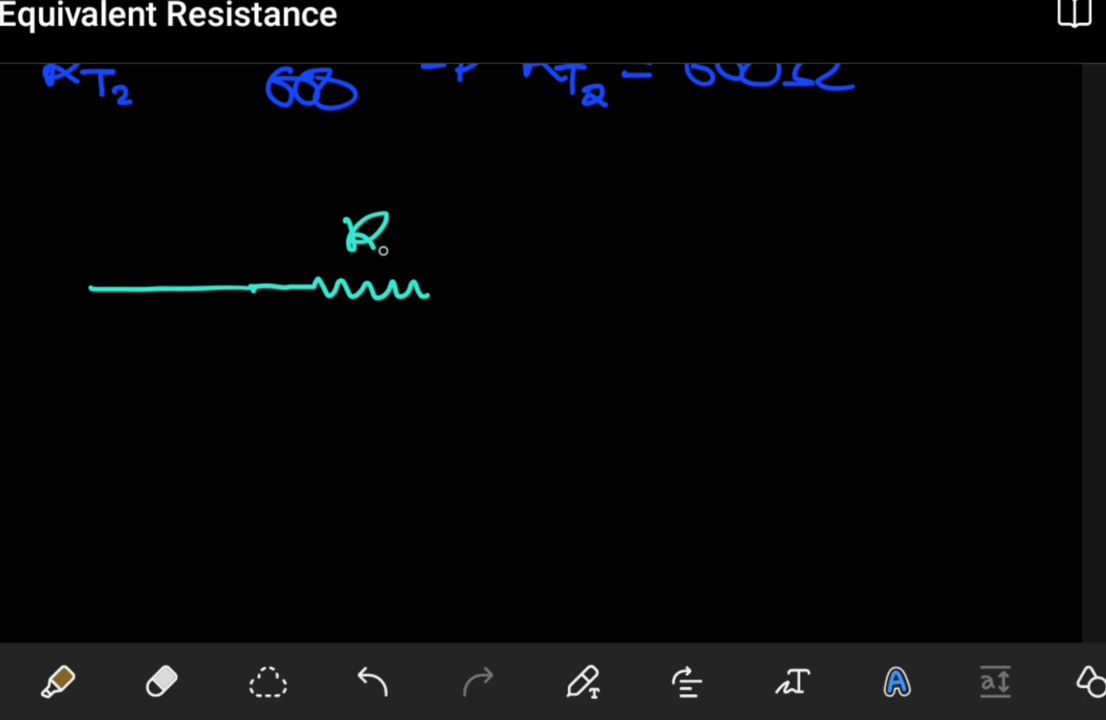 Equivalent Resistance
RT2 600 → RT2 = 600Ω
R